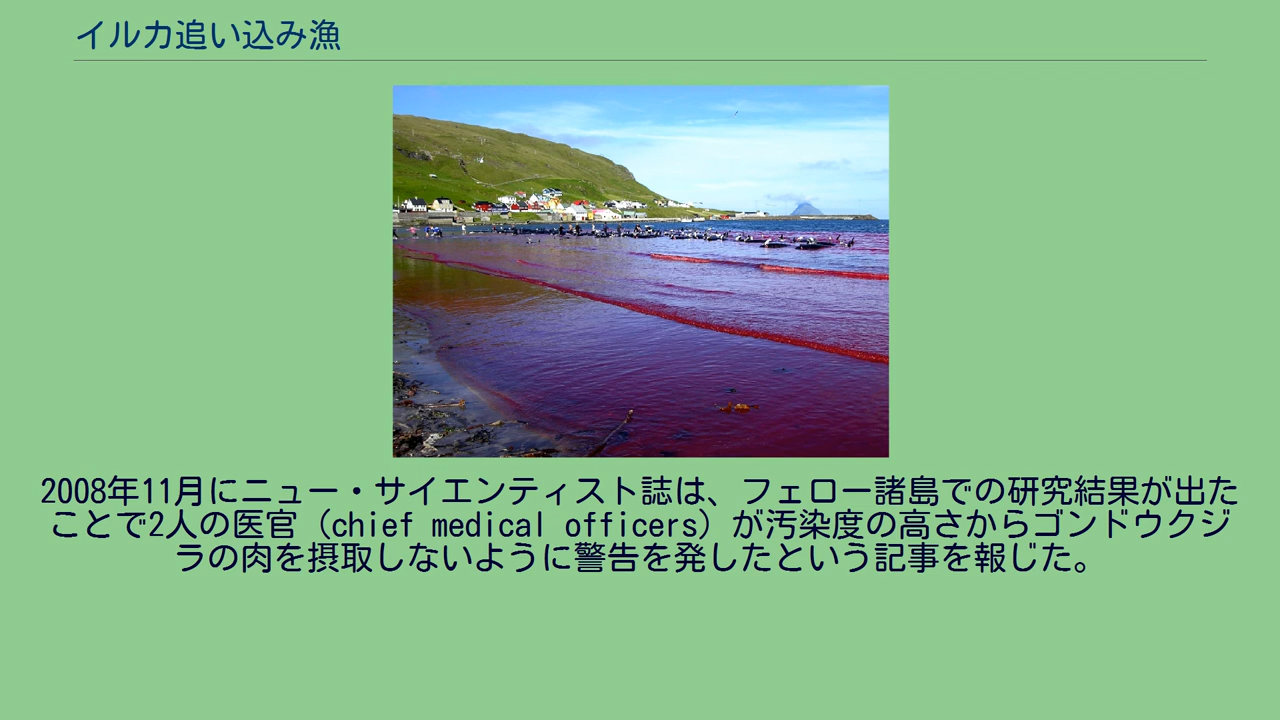 イルカ追い込み漁
2008年11月にニュー・サイエンティスト誌は、フェロー諸島での研究結果が出た
ことで2人の医官（chief medical officers）が汚染度の高さからゴンドウクジ
ラの肉を摂取しないように警告を発したという記事を報じた。